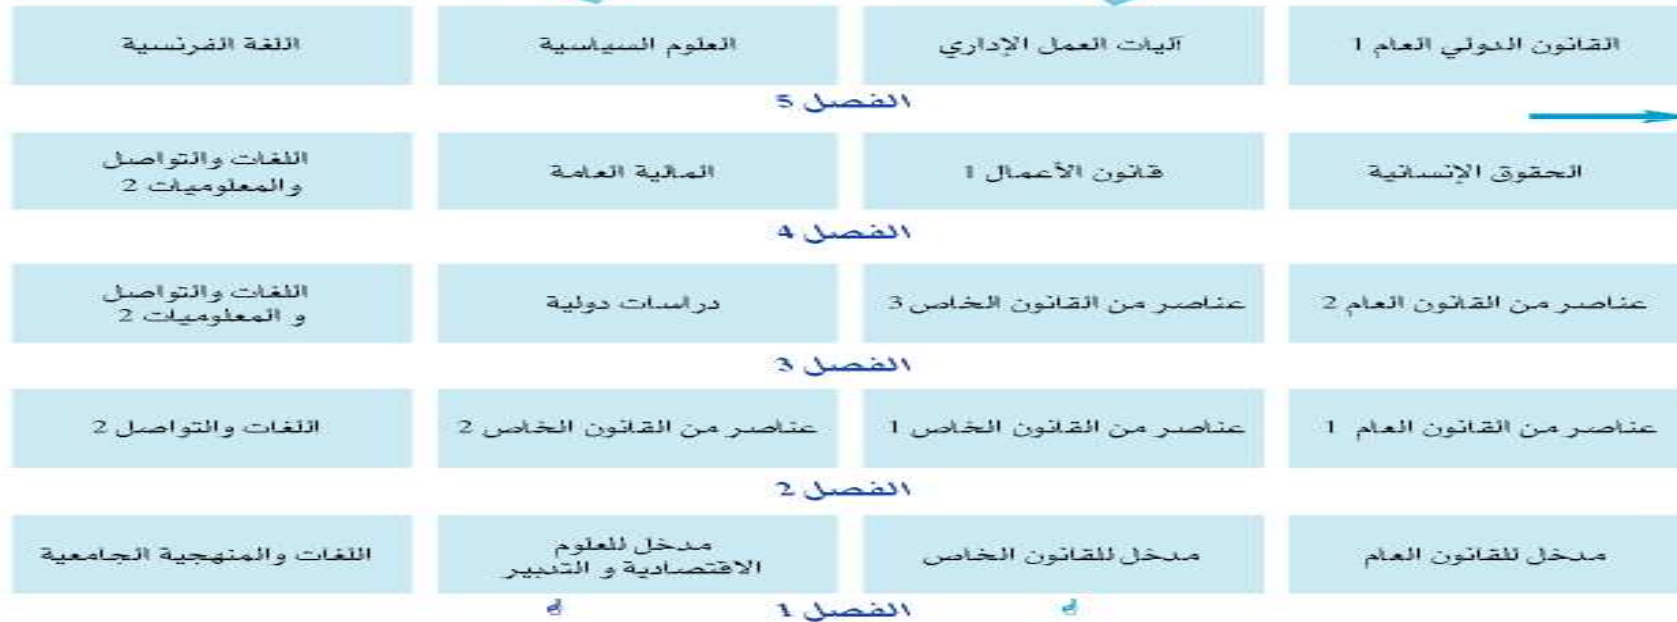 القانون الدولي العام 1
آليات العمل الإداري
العلوم السياسية
اللغة الفرنسية
الفصل 5
الحقوق الإنسانية
قانون الأعمال 1
المالية العامة
اللغات والتواصل
والمعلوميات 2
الفصل 4
عناصر من القانون العام 2
عناصر من القانون الخاص 3
دراسات دولية
اللغات والتواصل
و المعلوميات 2
الفصل 3
عناصر من القانون العام 1
عناصر من القانون الخاص 1
عناصر من القانون الخاص 2
اللغات والتواصل 2
الفصل 2
مدخل للقانون العام
مدخل للقانون الخاص
مدخل للعلوم
الاقتصادية و التدبير
اللغات والمنهجية الجامعية
الفصل 1